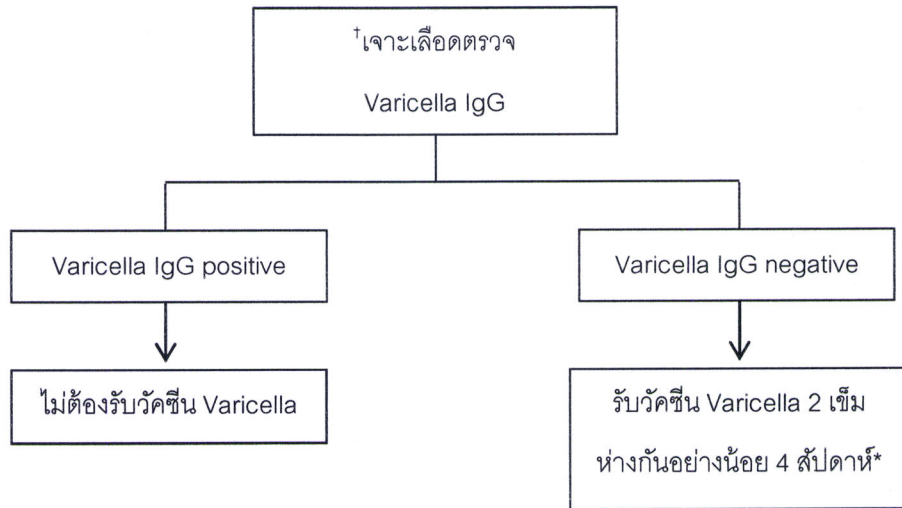 †เจาะเลือดตรวจ
Varicella IgG
Varicella IgG positive
Varicella IgG negative
ไม่ต้องรับวัคซีน Varicella
รับวัคซีน Varicella 2 เข็ม
ห่างกันอย่างน้อย 4 สัปดาห์*